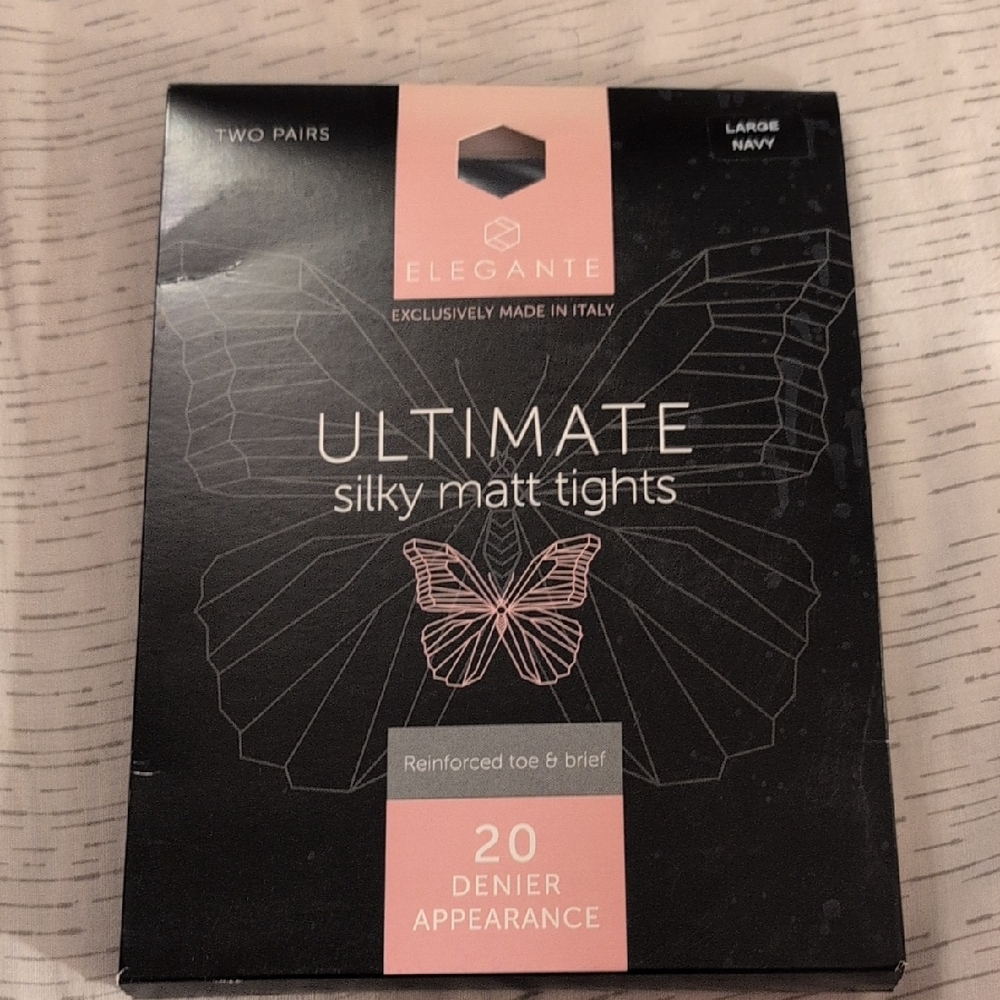 TWO PAIRS
LARGE
NAVY
ELEGANTE
EXCLUSIVELY MADE IN ITALY
ULTIMATE
silky matt tights
Reinforced toe & brief
20
DENIER
APPEARANCE